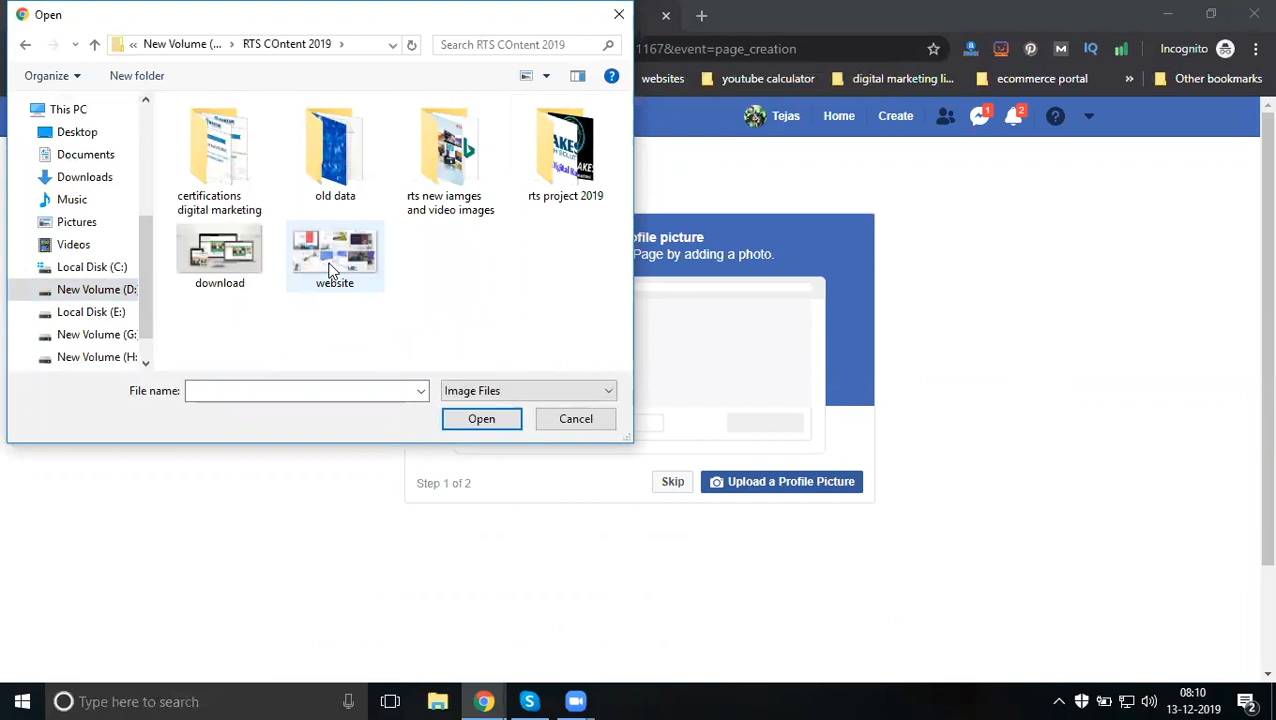 Open
« New Volume (... › RTS COntent 2019 ›
Search RTS COntent 2019
1167&event=page_creation
Incognito
Organize
New folder
websites
youtube calculator
digital marketing li...
ecommerce portal
»
Other bookmarks
This PC
Desktop
Documents
Downloads
Music
Pictures
Videos
Local Disk (C:)
New Volume (D:
Local Disk (E:)
New Volume (G:
New Volume (H:
certifications
digital marketing
old data
rts new iamges
and video images
rts project 2019
download
website
Tejas
Home
Create
1
2
ofile picture
Page by adding a photo.
File name:
Image Files
Open
Cancel
Step 1 of 2
Skip
Upload a Profile Picture
Type here to search
08:10
13-12-2019
2